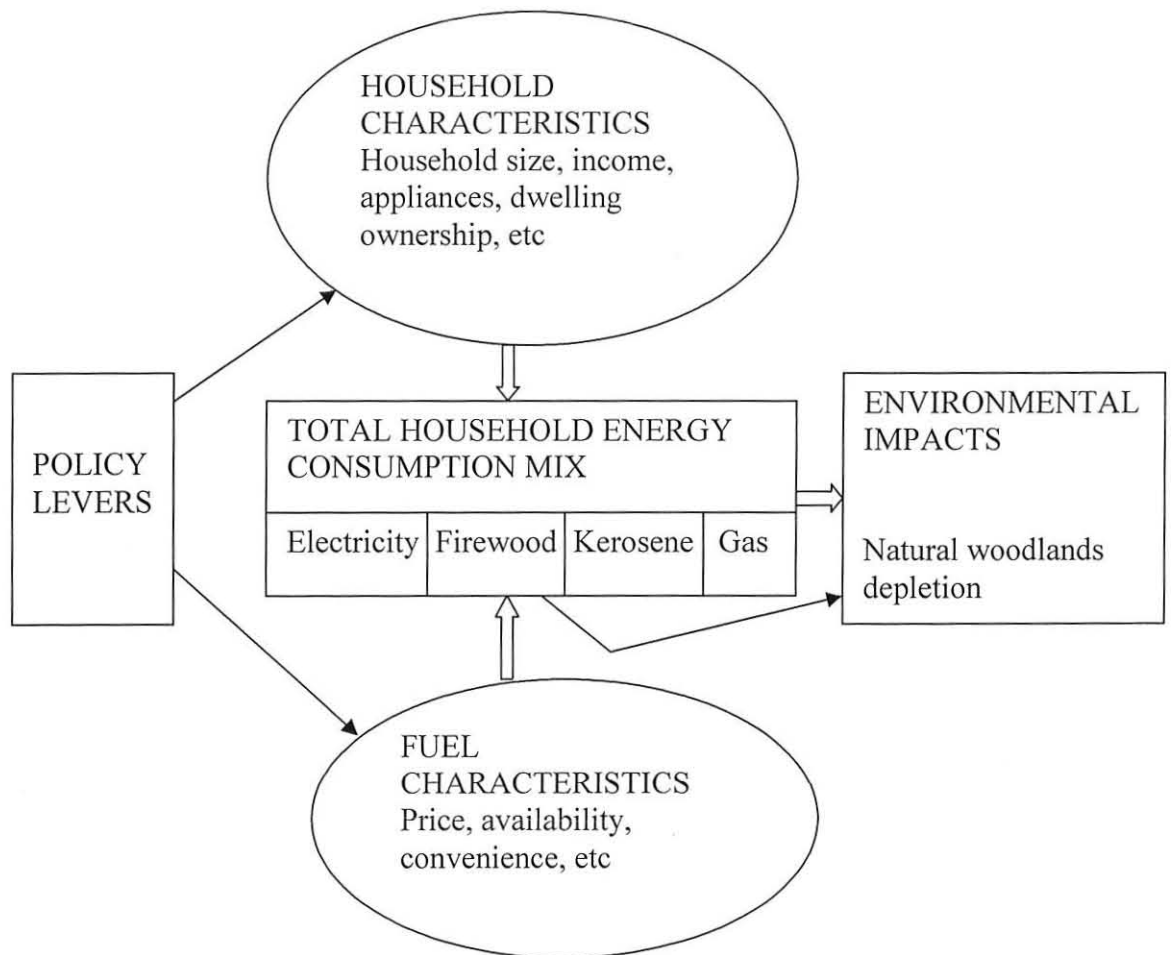 HOUSEHOLD
CHARACTERISTICS
Household size, income,
appliances, dwelling
ownership, etc
POLICY
LEVERS
TOTAL HOUSEHOLD ENERGY
CONSUMPTION MIX
Electricity
Firewood
Kerosene
Gas
ENVIRONMENTAL
IMPACTS
Natural woodlands
depletion
FUEL
CHARACTERISTICS
Price, availability,
convenience, etc